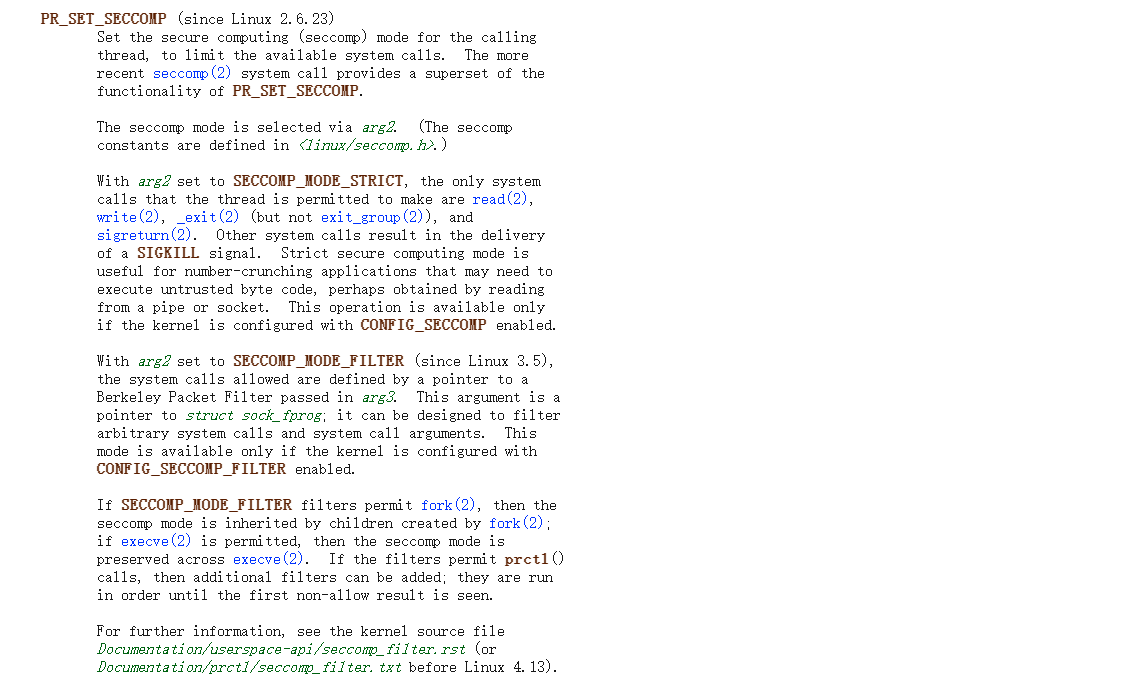 PR_SET_SECCOMP (since Linux 2.6.23)
Set the secure computing (seccomp) mode for the calling
thread, to limit the available system calls.  The more
recent seccomp(2) system call provides a superset of the
functionality of PR_SET_SECCOMP.

The seccomp mode is selected via arg2.  (The seccomp
constants are defined in <linux/seccomp.h>.)

With arg2 set to SECCOMP_MODE_STRICT, the only system
calls that the thread is permitted to make are read(2),
write(2), _exit(2) (but not exit_group(2)), and
sigreturn(2).  Other system calls result in the delivery
of a SIGKILL signal.  Strict secure computing mode is
useful for number-crunching applications that may need to
execute untrusted byte code, perhaps obtained by reading
from a pipe or socket.  This operation is available only
if the kernel is configured with CONFIG_SECCOMP enabled.

With arg2 set to SECCOMP_MODE_FILTER (since Linux 3.5),
the system calls allowed are defined by a pointer to a
Berkeley Packet Filter passed in arg3.  This argument is a
pointer to struct sock_fprog; it can be designed to filter
arbitrary system calls and system call arguments.  This
mode is available only if the kernel is configured with
CONFIG_SECCOMP_FILTER enabled.

If SECCOMP_MODE_FILTER filters permit fork(2), then the
seccomp mode is inherited by children created by fork(2);
if execve(2) is permitted, then the seccomp mode is
preserved across execve(2).  If the filters permit prctl()
calls, then additional filters can be added; they are run
in order until the first non-allow result is seen.

For further information, see the kernel source file
Documentation/userspace-api/seccomp_filter.rst (or
Documentation/prctl/seccomp_filter.txt before Linux 4.13).